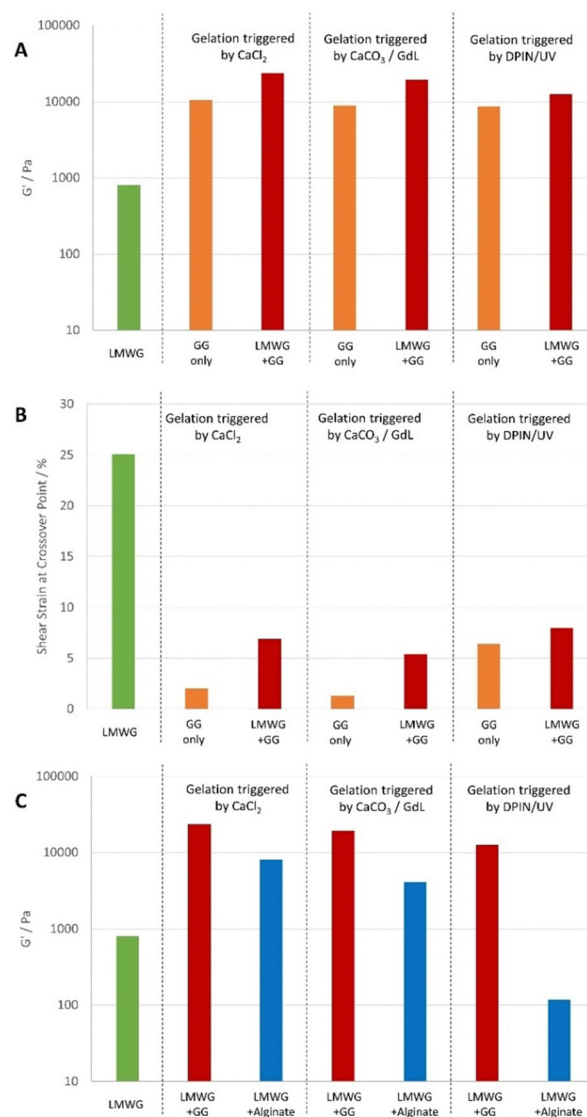 A
100000
10000
1000
100
10
G' / Pa
Gelation triggered
by CaCl₂
Gelation triggered
by CaCO₃ / GdL
Gelation triggered
by DPIN/UV
LMWG
GG
only
LMWG
+GG
GG
only
LMWG
+GG
GG
only
LMWG
+GG
B
30
25
20
15
10
5
0
Shear Strain at Crossover Point / %
Gelation triggered
by CaCl₂
Gelation triggered
by CaCO₃ / GdL
Gelation triggered
by DPIN/UV
LMWG
GG
only
LMWG
+GG
GG
only
LMWG
+GG
GG
only
LMWG
+GG
C
100000
10000
1000
100
10
G' / Pa
Gelation triggered
by CaCl₂
Gelation triggered
by CaCO₃ / GdL
Gelation triggered
by DPIN/UV
LMWG
LMWG
+GG
LMWG
+Alginate
LMWG
+GG
LMWG
+Alginate
LMWG
+GG
LMWG
+Alginate